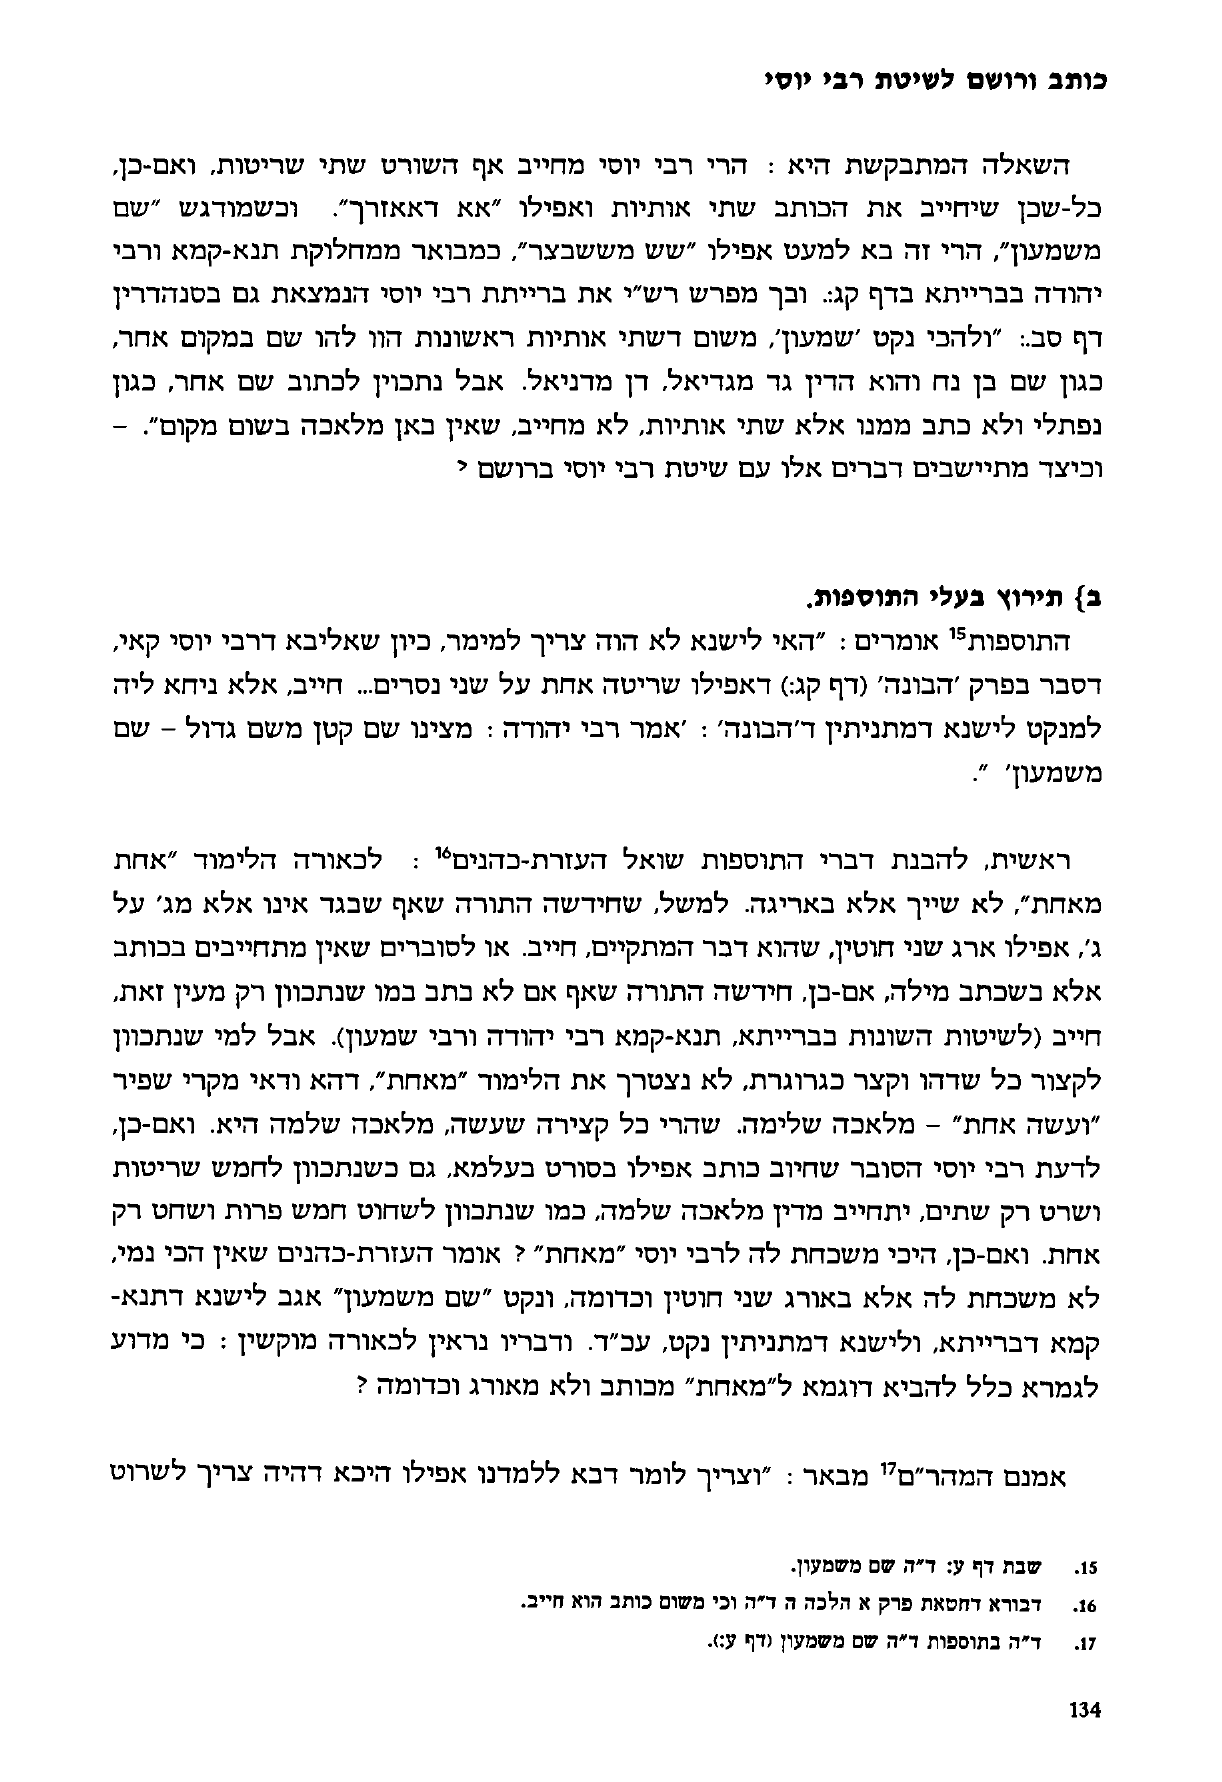 כותב ורושם לשיטת רבי יוסי
השאלה המתבקשת היא : הרי רבי יוסי מחייב אף השורט שתי שריטות, ואם-כן,
כל-שכן שיחייב את הכותב שתי אותיות ואפילו "אא דאאזרך". וכשמודגש "שם
משמעון", הרי זה בא למעט אפילו "שש מששבצר", כמבואר ממחלוקת תנא-קמא ורבי
יהודה בברייתא בדף קג:. ובך מפרש רש"י את ברייתת רבי יוסי הנמצאת גם בסנהדרין
דף סב.: "ולהכי נקט 'שמעון', משום דשתי אותיות ראשונות הוו להו שם במקום אחר,
כגון שם בן נח והוא הדין גד מגדיאל, דן מדניאל. אבל נתכוין לכתוב שם אחר, כגון
נפתלי ולא כתב ממנו אלא שתי אותיות, לא מחייב, שאין באן מלאכה בשום מקום". –
וכיצד מתיישבים דברים אלו עם שיטת רבי יוסי ברושם ?
ב} תירוץ בעלי התוספות.
התוספות15 אומרים : "האי לישנא לא הוה צריך למימר, כיון שאליבא דרבי יוסי קאי,
דסבר בפרק 'הבונה' (דף קג:) דאפילו שריטה אחת על שני נסרים... חייב, אלא ניחא ליה
למנקט לישנא דמתניתין ד'הבונה' : 'אמר רבי יהודה : מצינו שם קטן משם גדול – שם
משמעון' ".
ראשית, להבנת דברי התוספות שואל העזרת-כהנים16 : לכאורה הלימוד "אחת
מאחת", לא שייך אלא באריגה. למשל, שחידשה התורה שאף שבגד אינו אלא מג' על
ג', אפילו ארג שני חוטין, שהוא דבר המתקיים, חייב. או לסוברים שאין מתחייבים בכותב
אלא בשכתב מילה, אם-כן, חידשה התורה שאף אם לא בתב במו שנתכוון רק מעין זאת,
חייב (לשיטות השונות בברייתא, תנא-קמא רבי יהודה ורבי שמעון). אבל למי שנתכוון
לקצור כל שדהו וקצר כגרוגרת, לא נצטרך את הלימוד "מאחת", דהא ודאי מקרי שפיר
"ועשה אחת" – מלאכה שלימה. שהרי כל קצירה שעשה, מלאכה שלמה היא. ואם-כן,
לדעת רבי יוסי הסובר שחיוב כותב אפילו בסורט בעלמא, גם כשנתכוון לחמש שריטות
ושרט רק שתים, יתחייב מדין מלאכה שלמה, כמו שנתכוון לשחוט חמש פרות ושחט רק
אחת. ואם-כן, היכי משכחת לה לרבי יוסי "מאחת" ? אומר העזרת-כהנים שאין הכי נמי,
לא משכחת לה אלא באורג שני חוטין וכדומה, ונקט "שם משמעון" אגב לישנא דתנא-
קמא דברייתא, ולישנא דמתניתין נקט, עכ"ד. ודבריו נראין לכאורה מוקשין : כי מדוע
לגמרא כלל להביא דוגמא ל"מאחת" מכותב ולא מאורג וכדומה ?
אמנם המהר"ם17 מבאר : "וצריך לומר דבא ללמדנו אפילו היכא דהיה צריך לשרוט
15. שבת דף ע: ד"ה שם משמעון.
16. דבורא דחטאת פרק א הלכה ה ד"ה וכי משום כותב הוא חייב.
17. ד"ה בתוספות ד"ה שם משמעון (דף ע:).
134